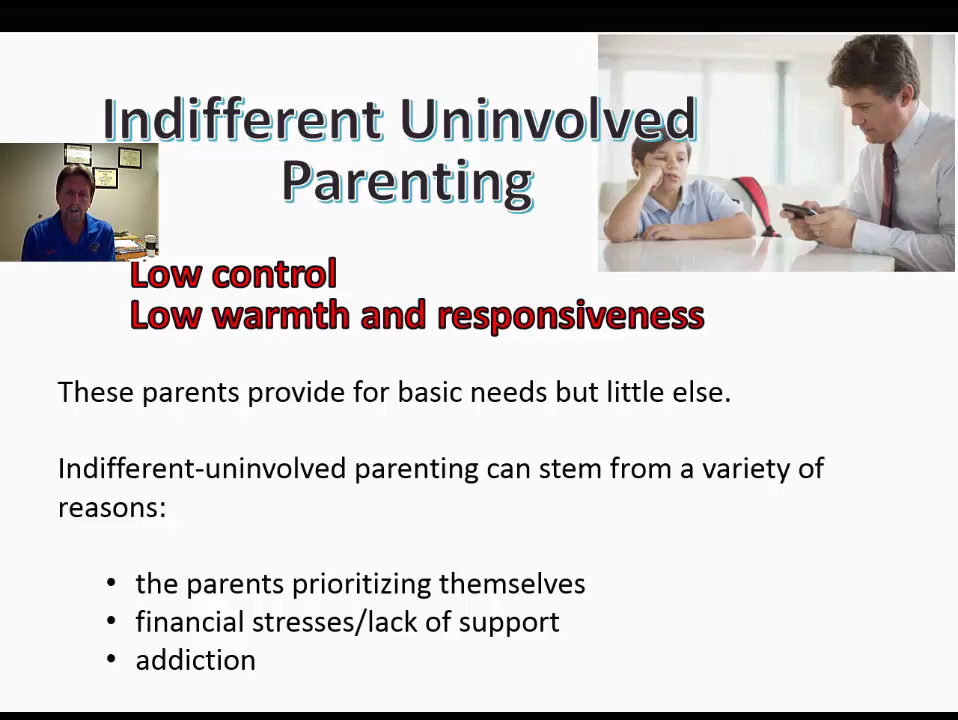 Indifferent Uninvolved
Parenting
Low control
Low warmth and responsiveness
These parents provide for basic needs but little else.
Indifferent-uninvolved parenting can stem from a variety of
reasons:
• the parents prioritizing themselves
• financial stresses/lack of support
• addiction